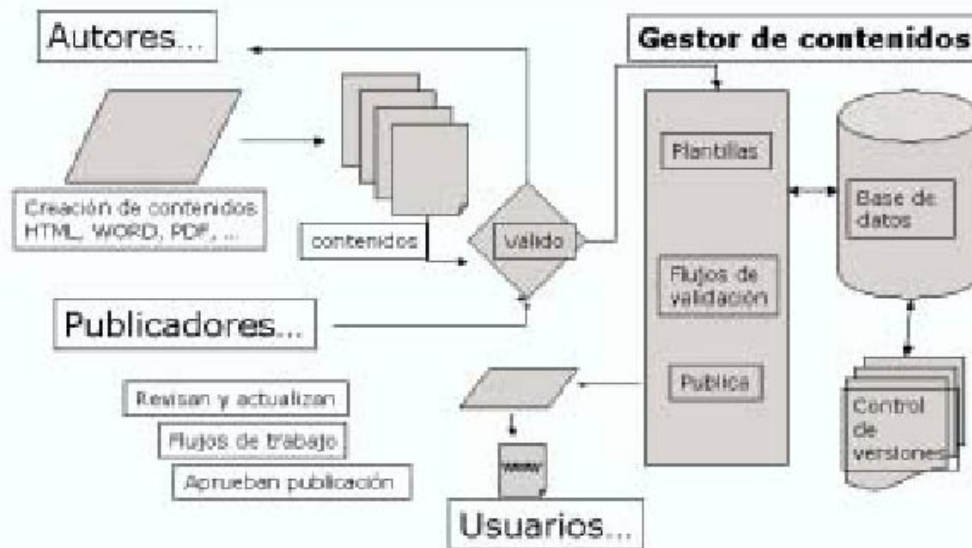 Autores...
Gestor de contenidos
Creación de contenidos
HTML, WORD, PDF, ...
contenidos
Válido
Plantillas
Base de
datos
Flujos de
validación
Publicadores...
Revisan y actualizan
Flujos de trabajo
Aprueban publicación
Publica
Control
de
versiones
www
Usuarios...